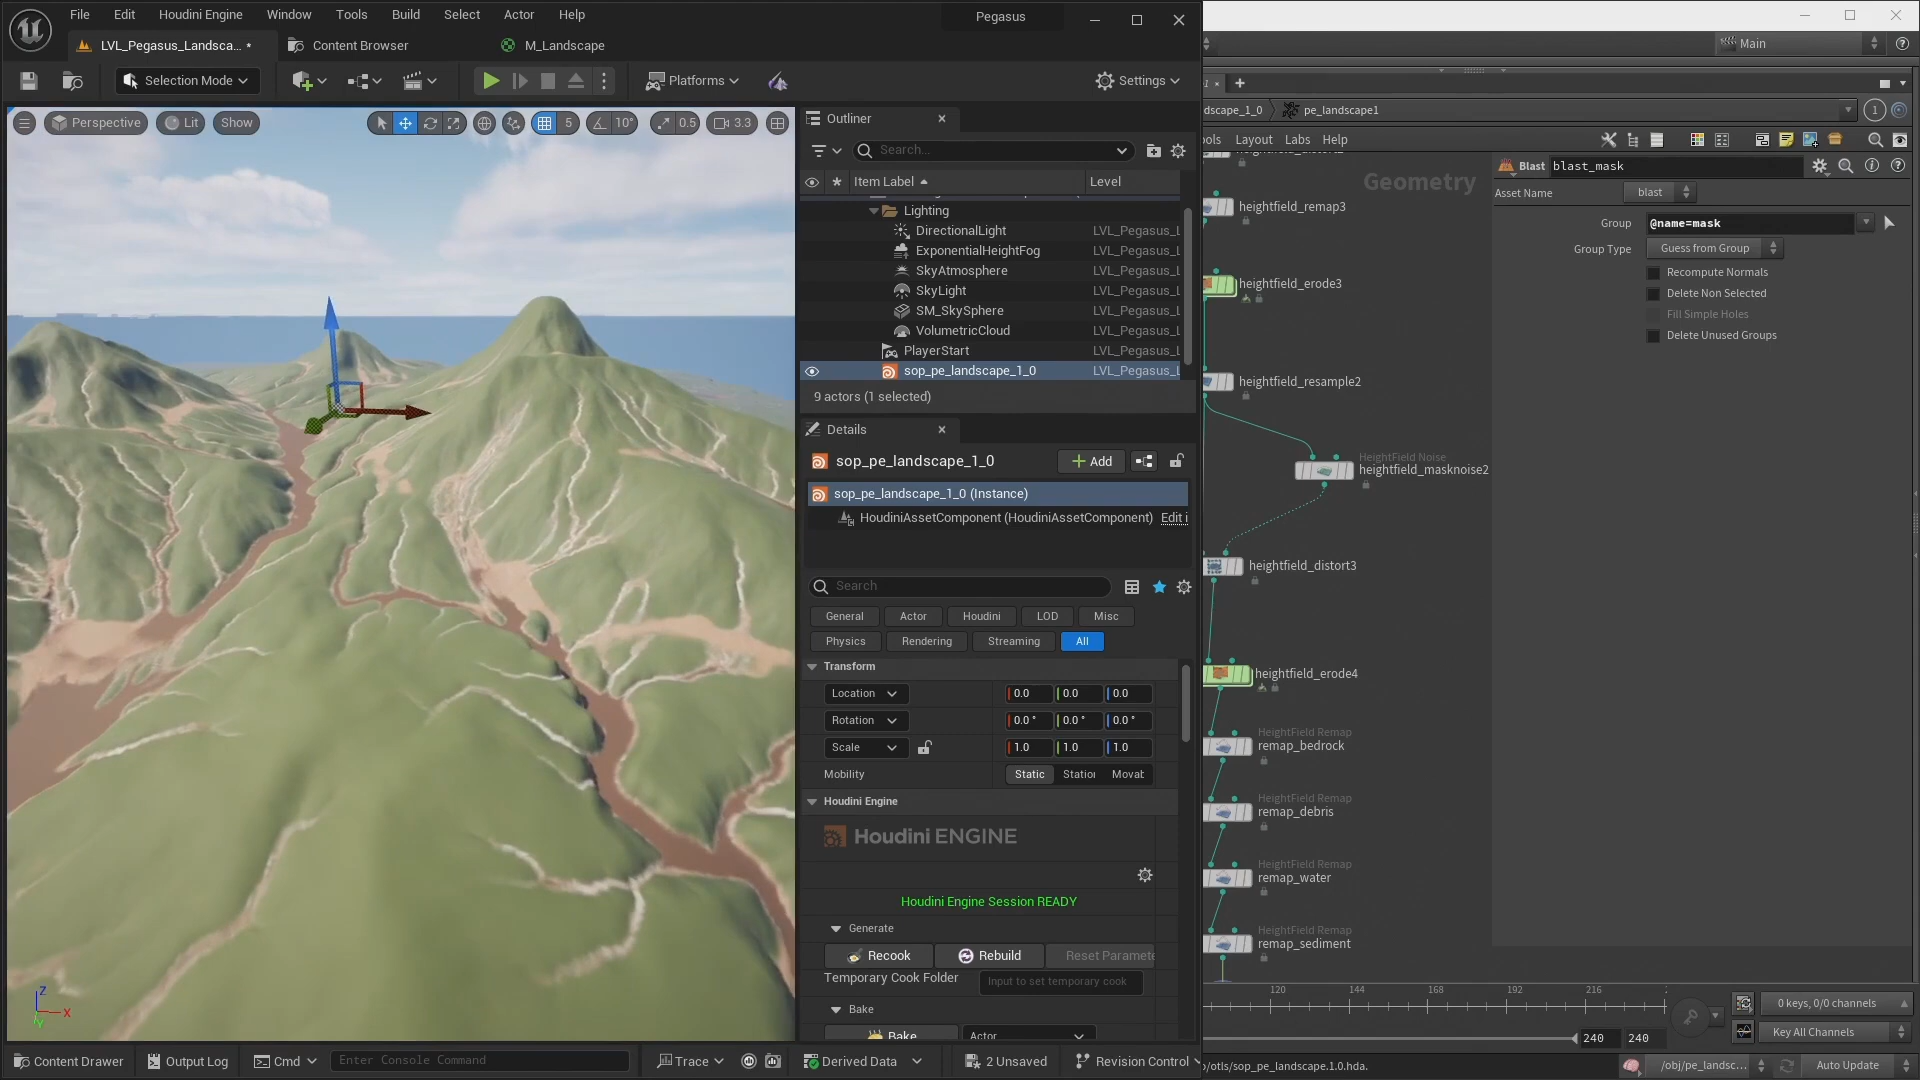 File Edit Houdini Engine Window Tools Build Select Actor Help
Pegasus
LVL_Pegasus_Landsca... •
Content Browser
M_Landscape
Main
Selection Mode
Platforms
Settings
dscape_1_0
pe_landscape1
1
Perspective
Lit
Show
5
10°
0.5
3.3
Outliner
Layout Labs Help
Search...
Item Label
Level
Lighting
DirectionalLight LVL_Pegasus_L
ExponentialHeightFog LVL_Pegasus_L
SkyAtmosphere LVL_Pegasus_L
SkyLight LVL_Pegasus_L
SM_SkySphere LVL_Pegasus_L
VolumetricCloud LVL_Pegasus_L
PlayerStart LVL_Pegasus_L
sop_pe_landscape_1_0 LVL_Pegasus_L
9 actors (1 selected)
Details
sop_pe_landscape_1_0
Add
sop_pe_landscape_1_0 (Instance)
HoudiniAssetComponent (HoudiniAssetComponent) Edit i
Search
General Actor Houdini LOD Misc
Physics Rendering Streaming All
Transform
Location 0.0 0.0 0.0
Rotation 0.0 ° 0.0 ° 0.0 °
Scale 1.0 1.0 1.0
Mobility Static Station Movab
Houdini Engine
Houdini ENGINE
Houdini Engine Session READY
Generate
Recook Rebuild Reset Paramete
Temporary Cook Folder Input to set temporary cook
Bake
Bake Actor
Z
X
Y
Content Drawer Output Log Cmd Enter Console Command Trace Derived Data 2 Unsaved Revision Control
Geometry
heightfield_remap3
heightfield_erode3
heightfield_resample2
HeightField Noise
heightfield_masknoise2
heightfield_distort3
heightfield_erode4
HeightField Remap
remap_bedrock
HeightField Remap
remap_debris
HeightField Remap
remap_water
HeightField Remap
remap_sediment
Blast blast_mask
Asset Name blast
Group @name=mask
Group Type Guess from Group
Recompute Normals
Delete Non Selected
Fill Simple Holes
Delete Unused Groups
120 144 168 192 216
240 240
0 keys, 0/0 channels
Key All Channels
/otls/sop_pe_landscape.1.0.hda.
/obj/pe_landsc...
Auto Update